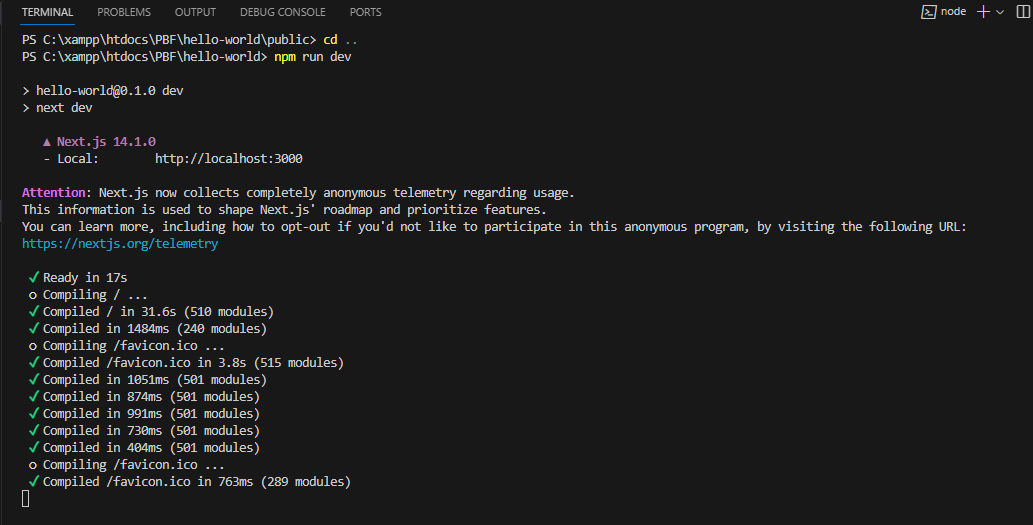 TERMINAL PROBLEMS OUTPUT DEBUG CONSOLE PORTS node
PS C:\xampp\htdocs\PBF\hello-world\public> cd ..
PS C:\xampp\htdocs\PBF\hello-world> npm run dev
> hello-world@0.1.0 dev
> next dev
▲ Next.js 14.1.0
- Local: http://localhost:3000
Attention: Next.js now collects completely anonymous telemetry regarding usage.
This information is used to shape Next.js' roadmap and prioritize features.
You can learn more, including how to opt-out if you'd not like to participate in this anonymous program, by visiting the following URL:
https://nextjs.org/telemetry
✓ Ready in 17s
○ Compiling / ...
✓ Compiled / in 31.6s (510 modules)
✓ Compiled in 1484ms (240 modules)
○ Compiling /favicon.ico ...
✓ Compiled /favicon.ico in 3.8s (515 modules)
✓ Compiled in 1051ms (501 modules)
✓ Compiled in 874ms (501 modules)
✓ Compiled in 991ms (501 modules)
✓ Compiled in 730ms (501 modules)
✓ Compiled in 404ms (501 modules)
○ Compiling /favicon.ico ...
✓ Compiled /favicon.ico in 763ms (289 modules)